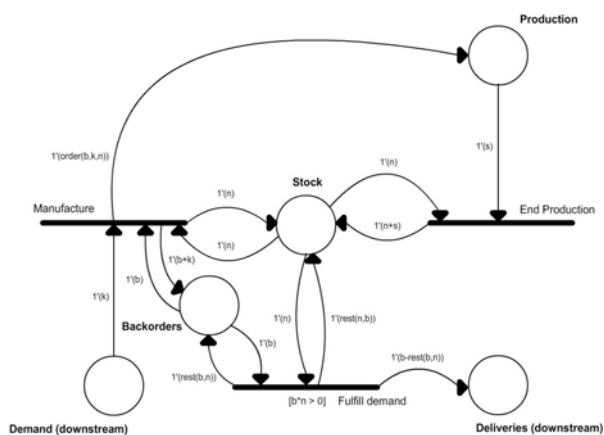 Production
1'(order(b,k,n))
1'(s)
1'(n)
Stock
1'(n)
Manufacture
End Production
1'(n)
1'(n+s)
1'(b+k)
1'(b)
1'(k)
Backorders
1'(n)
1'(rest(n,b))
1'(b)
1'(rest(b,n))
1'(b-rest(b,n))
[b*n > 0]
Fulfill demand
Demand (downstream)
Deliveries (downstream)